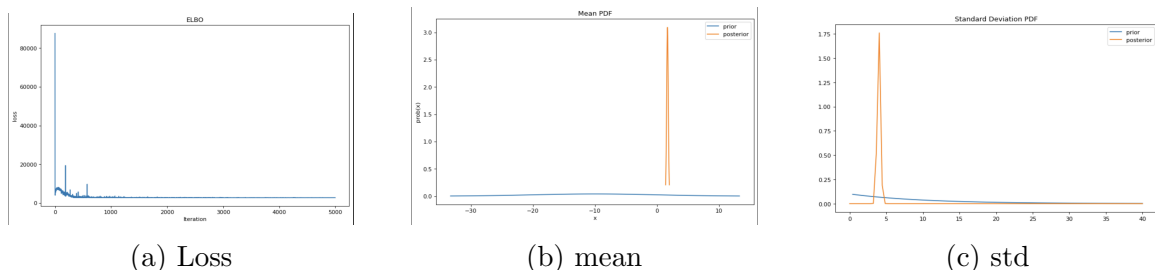 ELBO
80000
60000
40000
20000
0
loss
0 1000 2000 3000 4000 5000
Iteration
(a) Loss
Mean PDF
prior
posterior
3.0
2.5
2.0
1.5
1.0
0.5
0.0
prob(x)
−30 −20 −10 0 10
x
(b) mean
Standard Deviation PDF
prior
posterior
1.75
1.50
1.25
1.00
0.75
0.50
0.25
0.00
0 5 10 15 20 25 30 35 40
(c) std